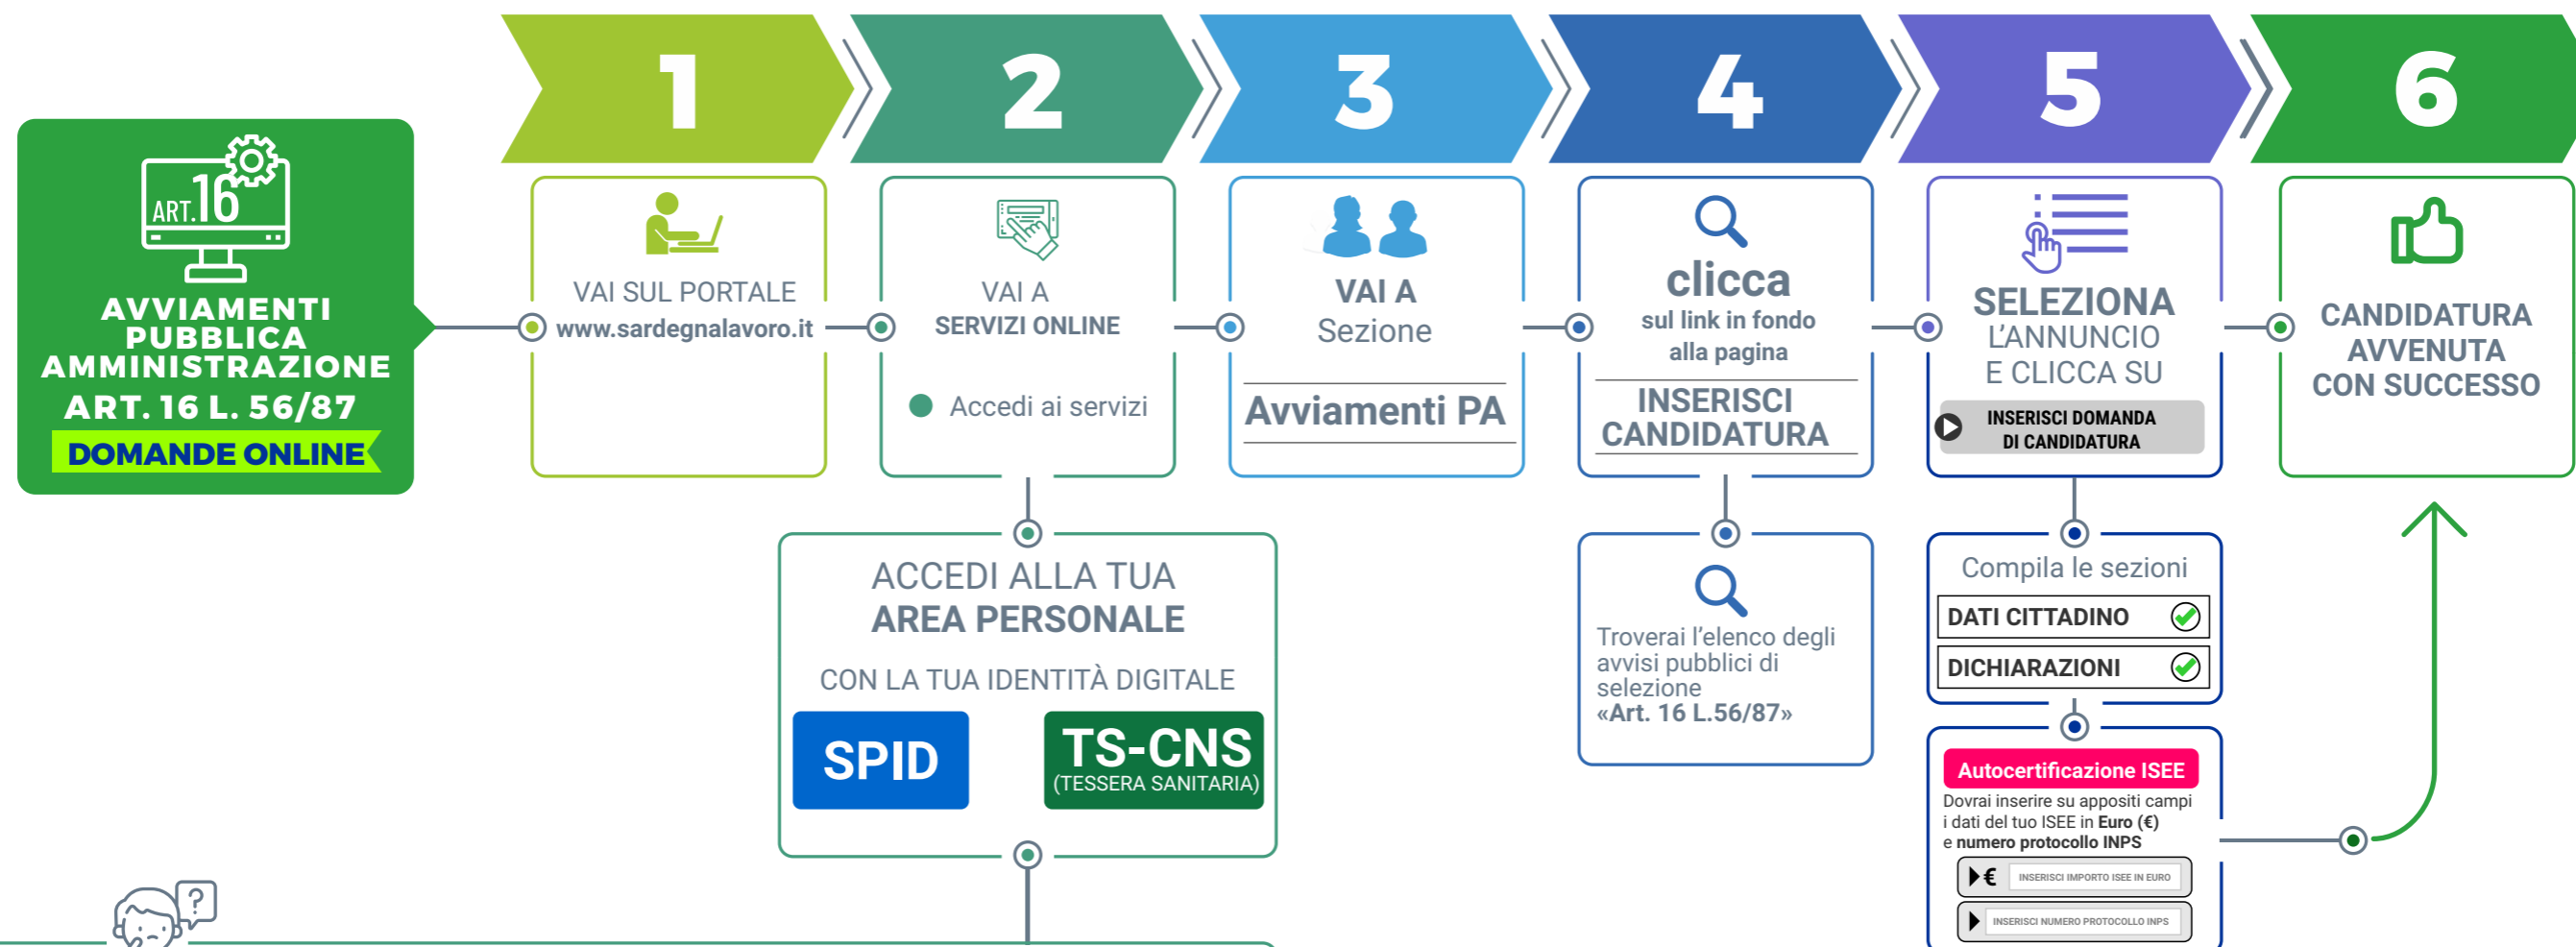 1
2
3
4
5
6
ART.16
AVVIAMENTI
PUBBLICA
AMMINISTRAZIONE
ART. 16 L. 56/87
DOMANDE ONLINE
VAI SUL PORTALE
www.sardegnalavoro.it
VAI A
SERVIZI ONLINE
Accedi ai servizi
ACCEDI ALLA TUA
AREA PERSONALE
CON LA TUA IDENTITÀ DIGITALE
SPID
TS-CNS
(TESSERA SANITARIA)
VAI A
Sezione
Avviamenti PA
clicca
sul link in fondo
alla pagina
INSERISCI
CANDIDATURA
Troverai l’elenco degli
avvisi pubblici di
selezione
«Art. 16 L.56/87»
SELEZIONA
L’ANNUNCIO
E CLICCA SU
INSERISCI DOMANDA
DI CANDIDATURA
Compila le sezioni
DATI CITTADINO
DICHIARAZIONI
Autocertificazione ISEE
Dovrai inserire su appositi campi
i dati del tuo ISEE in Euro (€)
e numero protocollo INPS
€ INSERISCI IMPORTO ISEE IN EURO
INSERISCI NUMERO PROTOCOLLO INPS
CANDIDATURA
AVVENUTA
CON SUCCESSO
?